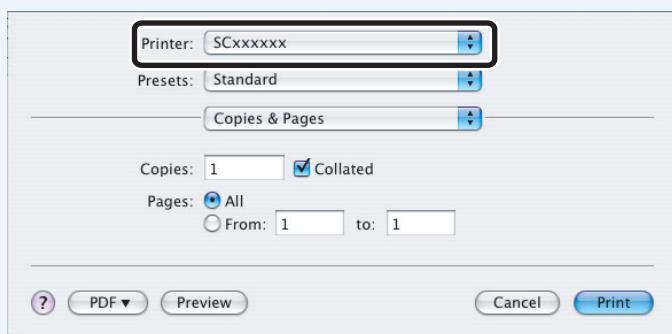 Printer: SCxxxxxx
Presets: Standard
Copies & Pages
Copies: 1 Collated
Pages: All
From: 1 to: 1
? PDF▼ Preview Cancel Print